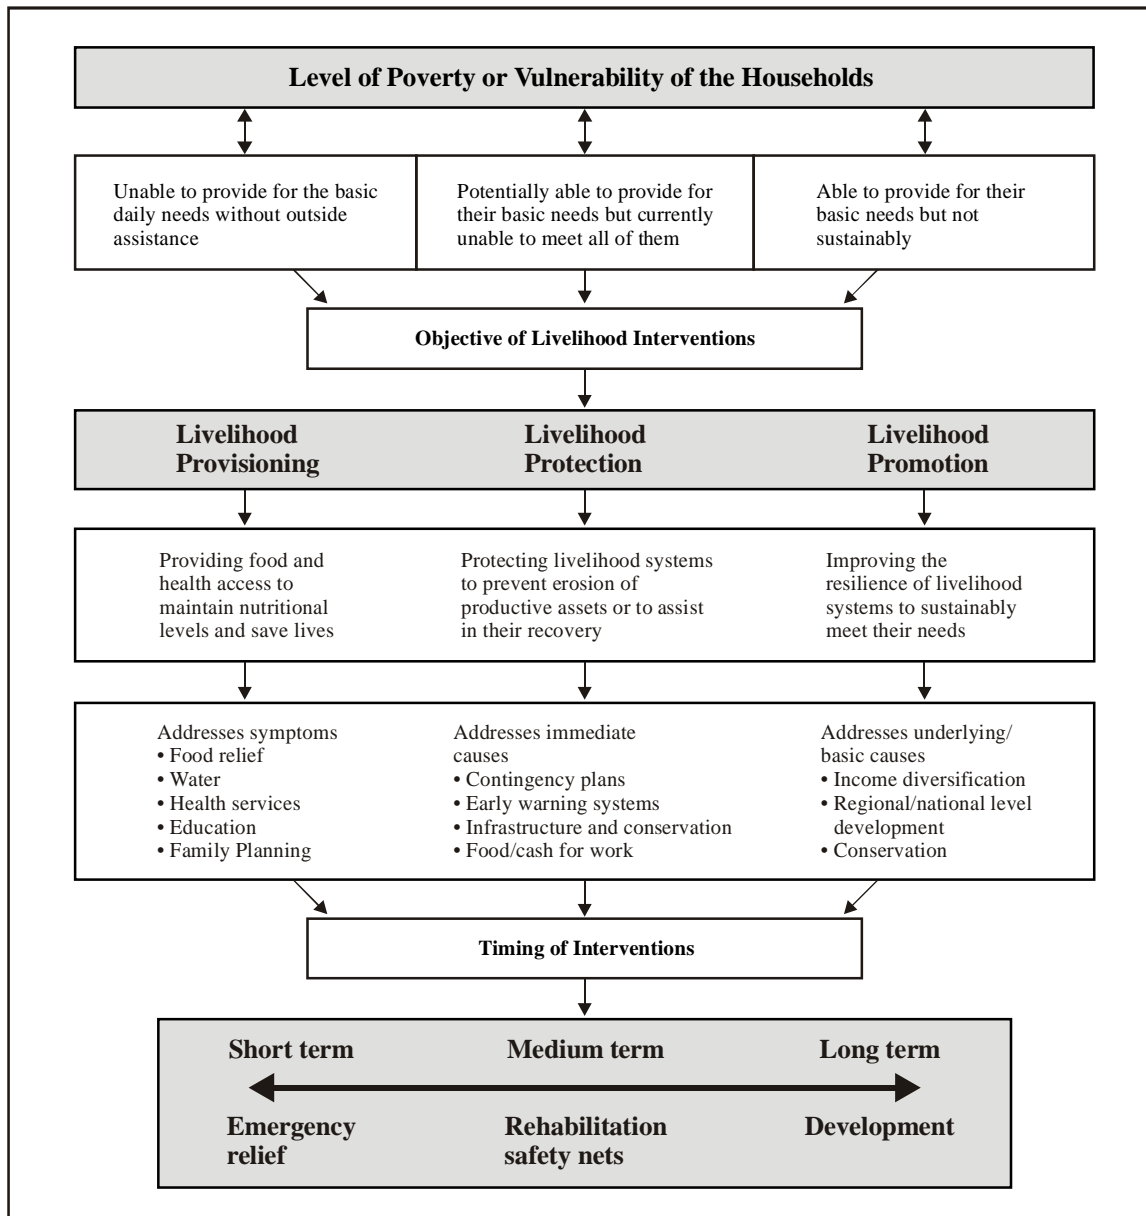 Level of Poverty or Vulnerability of the Households
Unable to provide for the basic
daily needs without outside
assistance
Potentially able to provide for
their basic needs but currently
unable to meet all of them
Able to provide for their
basic needs but not
sustainably
Objective of Livelihood Interventions
Livelihood
Provisioning
Livelihood
Protection
Livelihood
Promotion
Providing food and
health access to
maintain nutritional
levels and save lives
Protecting livelihood systems
to prevent erosion of
productive assets or to assist
in their recovery
Improving the
resilience of livelihood
systems to sustainably
meet their needs
Addresses symptoms
• Food relief
• Water
• Health services
• Education
• Family Planning
Addresses immediate
causes
• Contingency plans
• Early warning systems
• Infrastructure and conservation
• Food/cash for work
Addresses underlying/
basic causes
• Income diversification
• Regional/national level
development
• Conservation
Timing of Interventions
Short term
Medium term
Long term
Emergency
relief
Rehabilitation
safety nets
Development